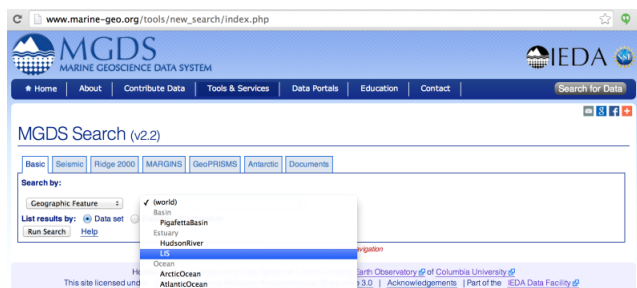 www.marine-geo.org/tools/new_search/index.php
MGDS
MARINE GEOSCIENCE DATA SYSTEM
IEDA
Home About Contribute Data Tools & Services Data Portals Education Contact Search for Data
MGDS Search (v2.2)
Basic Seismic Ridge 2000 MARGINS GeoPRISMS Antarctic Documents
Search by:
Geographic Feature ✓ (world)
Basin
PigafettaBasin
List results by: Data set
Estuary
Run Search Help
HudsonRiver
LIS
avigation
Ocean
ArcticOcean
Earth Observatory of Columbia University
This site licensed und
AtlanticOcean
3.0 | Acknowledgements | Part of the IEDA Data Facility